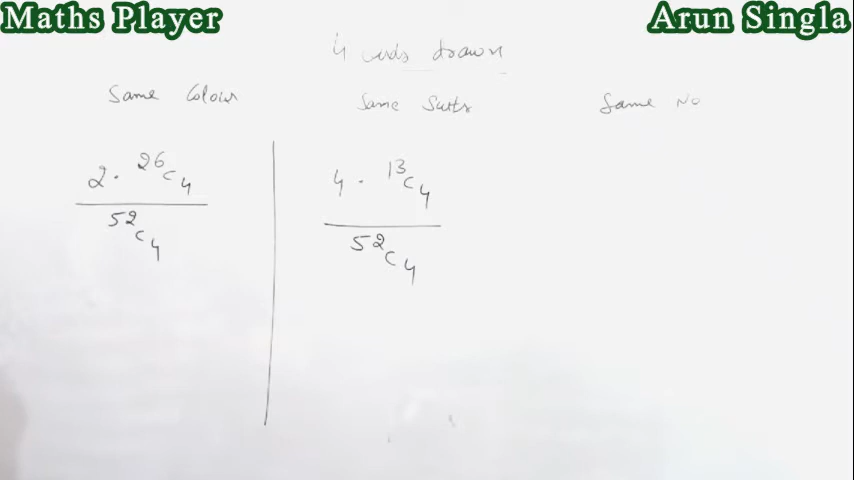 Maths Player
Arun Singla
4 cards drawn
Same Colour
Same Suits
Same No
2 . 26C4
52C4
4 . 13C4
52C4